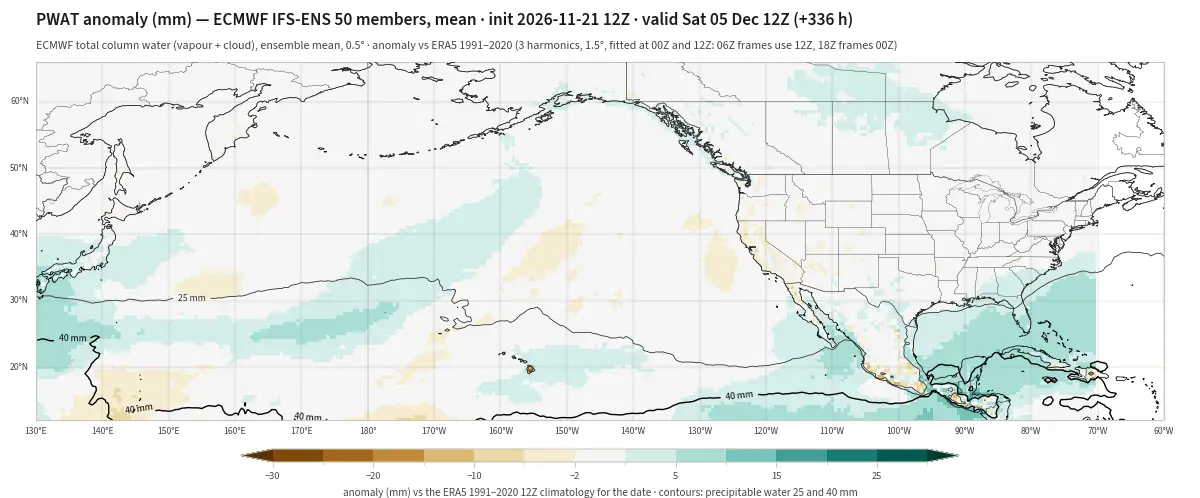 PWAT anomaly (mm) — ECMWF IFS-ENS 50 members, mean · init 2026-11-21 12Z · valid Sat 05 Dec 12Z (+336 h)
ECMWF total column water (vapour + cloud), ensemble mean, 0.5° · anomaly vs ERA5 1991–2020 (3 harmonics, 1.5°, fitted at 00Z and 12Z: 06Z frames use 12Z, 18Z frames 00Z)
60°N
50°N
40°N
30°N
25 mm
40 mm
20°N
40 mm
40 mm
40 mm
130°E 140°E 150°E 160°E 170°E 180° 170°W 160°W 150°W 140°W 130°W 120°W 110°W 100°W 90°W 80°W 70°W 60°W
−30 −20 −10 −2 5 15 25
anomaly (mm) vs the ERA5 1991–2020 12Z climatology for the date · contours: precipitable water 25 and 40 mm